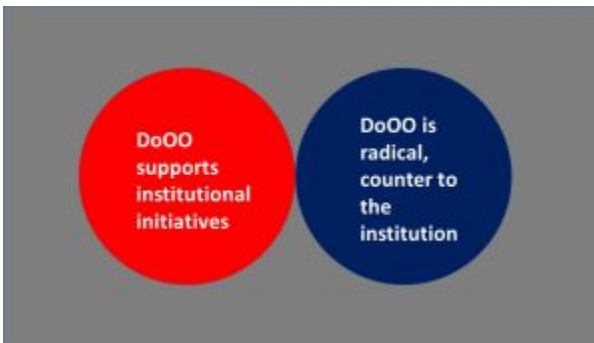 DoOO
supports
institutional
initiatives
DoOO is
radical,
counter to
the
institution